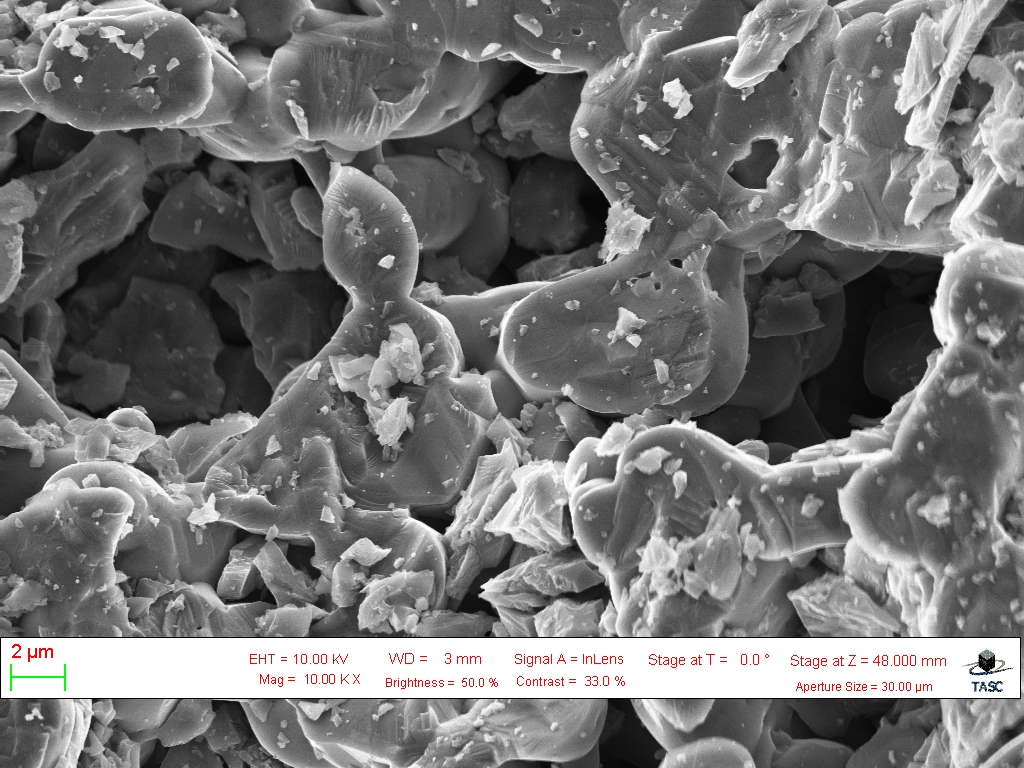 2 µm
EHT = 10.00 kV WD = 3 mm Signal A = InLens Stage at T = 0.0 ° Stage at Z = 48.000 mm
Mag = 10.00 K X Brightness = 50.0 % Contrast = 33.0 % Aperture Size = 30.00 µm
TASC